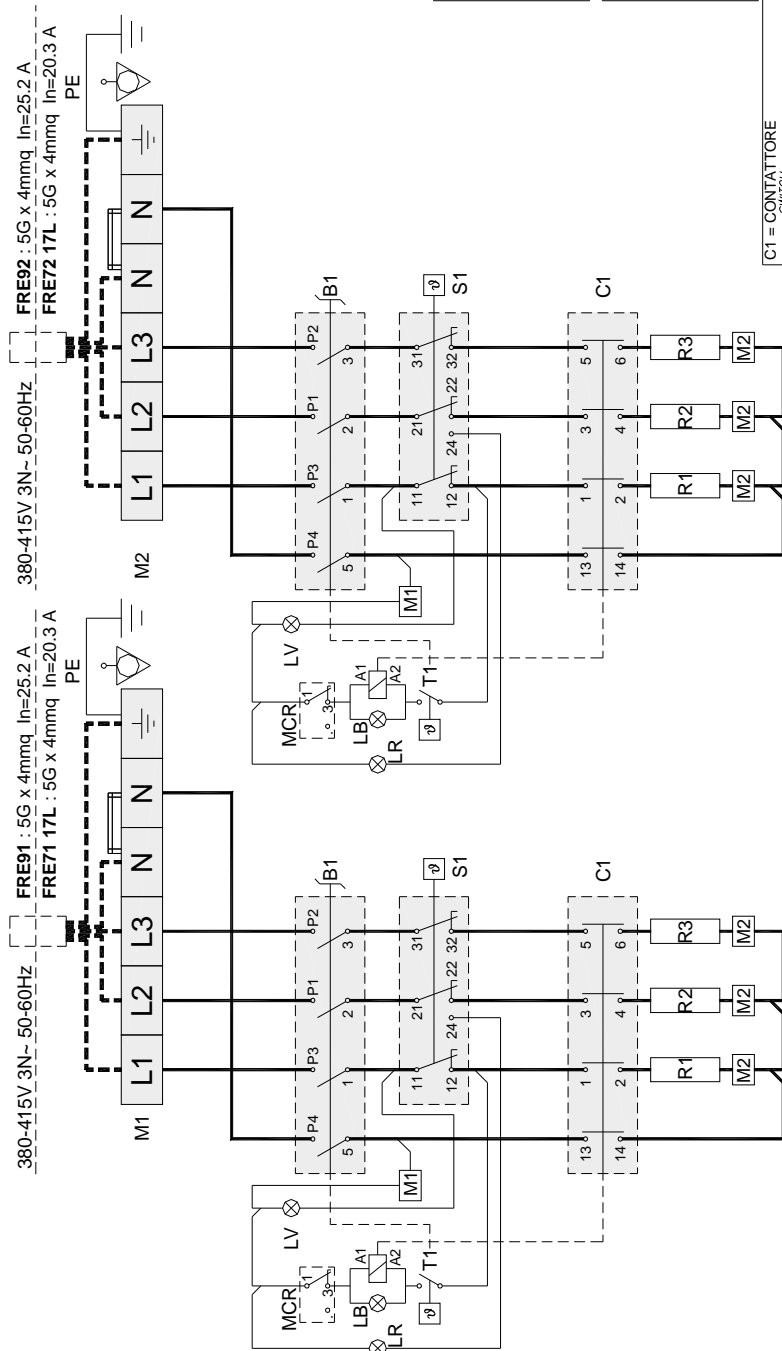 380-415V 3N~ 50-60Hz
FRE91 : 5G x 4mmq In=25.2 A
FRE71 17L : 5G x 4mmq In=20.3 A
PE
M1
L1 L2 L3 N N
P4 P3 P1 P2
B1
5 1 2 3
M1
LV
MCR
1
3
A1
A2
LB
T1
LR
ϑ
11 21 31
S1
ϑ
12 24 22 32
13 1 3 5
C1
14 2 4 6
R1 R2 R3
M2 M2 M2
380-415V 3N~ 50-60Hz
FRE92 : 5G x 4mmq In=25.2 A
FRE72 17L : 5G x 4mmq In=20.3 A
PE
M2
L1 L2 L3 N N
P4 P3 P1 P2
B1
5 1 2 3
M1
LV
MCR
1
3
A1
A2
LB
T1
LR
ϑ
11 21 31
S1
ϑ
12 24 22 32
13 1 3 5
C1
14 2 4 6
R1 R2 R3
M2 M2 M2
C1 = CONTATTORE